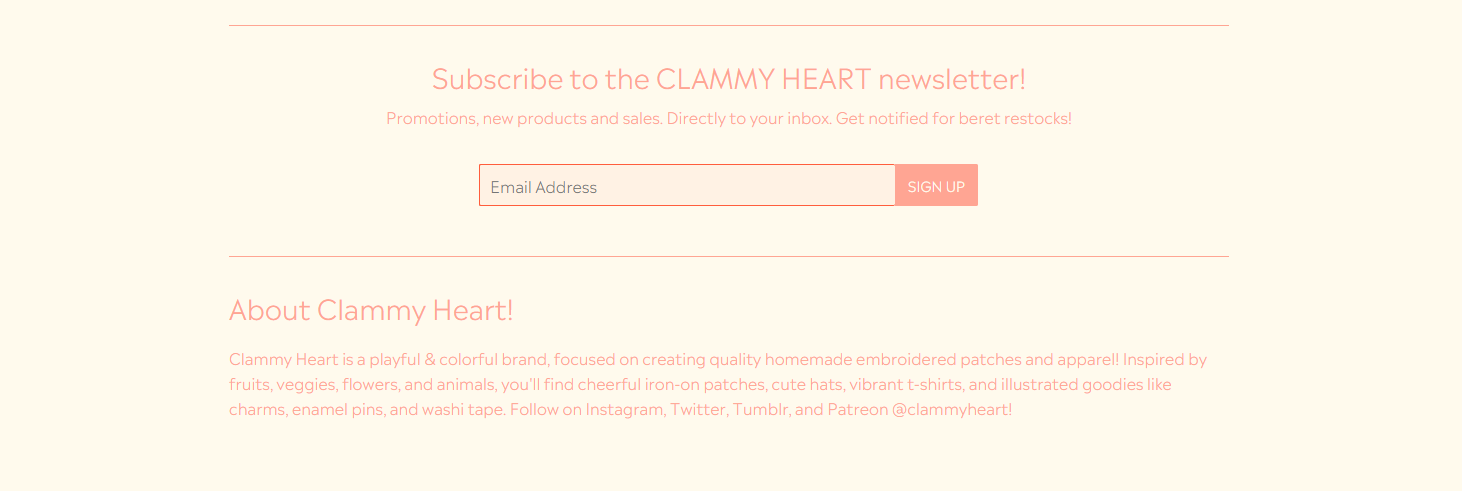 Subscribe to the CLAMMY HEART newsletter!
Promotions, new products and sales. Directly to your inbox. Get notified for beret restocks!
Email Address
SIGN UP
About Clammy Heart!
Clammy Heart is a playful & colorful brand, focused on creating quality homemade embroidered patches and apparel! Inspired by
fruits, veggies, flowers, and animals, you'll find cheerful iron-on patches, cute hats, vibrant t-shirts, and illustrated goodies like
charms, enamel pins, and washi tape. Follow on Instagram, Twitter, Tumblr, and Patreon @clammyheart!